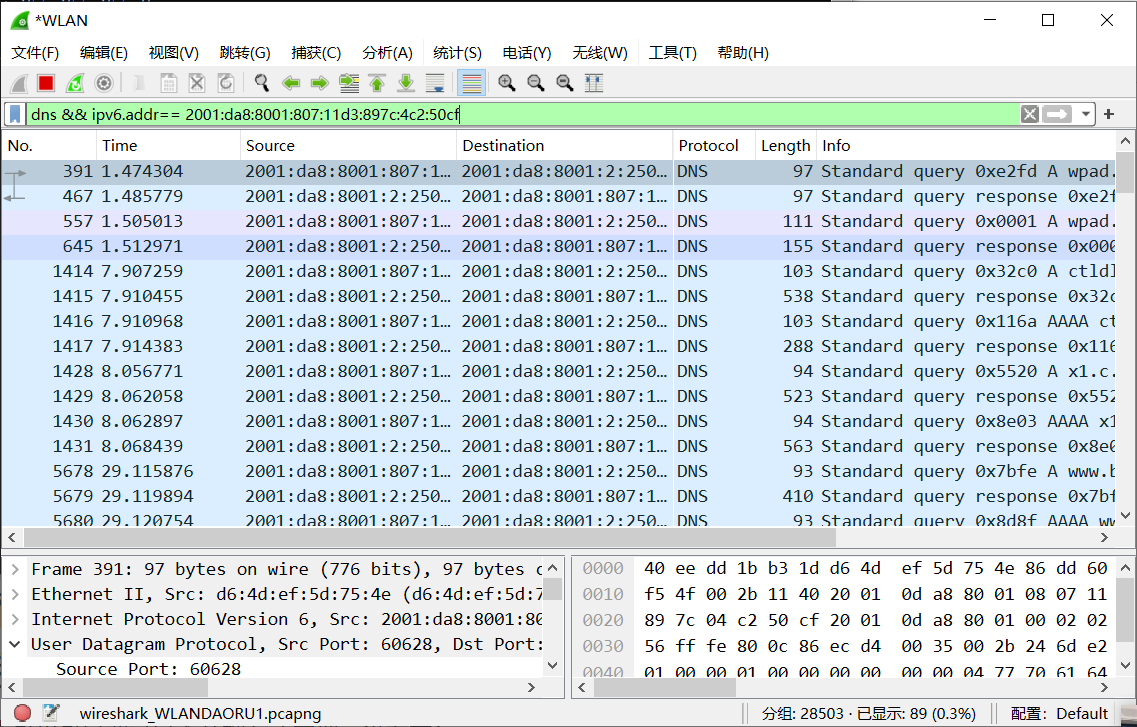 *WLAN
文件(F) 编辑(E) 视图(V) 跳转(G) 捕获(C) 分析(A) 统计(S) 电话(Y) 无线(W) 工具(T) 帮助(H)
dns && ipv6.addr== 2001:da8:8001:807:11d3:897c:4c2:50cf
No. Time Source Destination Protocol Length Info
391 1.474304 2001:da8:8001:807:1… 2001:da8:8001:2:250… DNS 97 Standard query 0xe2fd A wpad.
467 1.485779 2001:da8:8001:2:250… 2001:da8:8001:807:1… DNS 97 Standard query response 0xe2f
557 1.505013 2001:da8:8001:807:1… 2001:da8:8001:2:250… DNS 111 Standard query 0x0001 A wpad.
645 1.512971 2001:da8:8001:2:250… 2001:da8:8001:807:1… DNS 155 Standard query response 0x000
1414 7.907259 2001:da8:8001:807:1… 2001:da8:8001:2:250… DNS 103 Standard query 0x32c0 A ctldl
1415 7.910455 2001:da8:8001:2:250… 2001:da8:8001:807:1… DNS 538 Standard query response 0x32c
1416 7.910968 2001:da8:8001:807:1… 2001:da8:8001:2:250… DNS 103 Standard query 0x116a AAAA ct
1417 7.914383 2001:da8:8001:2:250… 2001:da8:8001:807:1… DNS 288 Standard query response 0x116
1428 8.056771 2001:da8:8001:807:1… 2001:da8:8001:2:250… DNS 94 Standard query 0x5520 A x1.c.
1429 8.062058 2001:da8:8001:2:250… 2001:da8:8001:807:1… DNS 523 Standard query response 0x552
1430 8.062897 2001:da8:8001:807:1… 2001:da8:8001:2:250… DNS 94 Standard query 0x8e03 AAAA x1
1431 8.068439 2001:da8:8001:2:250… 2001:da8:8001:807:1… DNS 563 Standard query response 0x8e0
5678 29.115876 2001:da8:8001:807:1… 2001:da8:8001:2:250… DNS 93 Standard query 0x7bfe A www.b
5679 29.119894 2001:da8:8001:2:250… 2001:da8:8001:807:1… DNS 410 Standard query response 0x7bf
5680 29.120754 2001:da8:8001:807:1… 2001:da8:8001:2:250… DNS 93 Standard query 0x8d8f AAAA ww
Frame 391: 97 bytes on wire (776 bits), 97 bytes c
Ethernet II, Src: d6:4d:ef:5d:75:4e (d6:4d:ef:5d:7
Internet Protocol Version 6, Src: 2001:da8:8001:80
User Datagram Protocol, Src Port: 60628, Dst Port:
Source Port: 60628
0000 40 ee dd 1b b3 1d d6 4d ef 5d 75 4e 86 dd 60
0010 f5 4f 00 2b 11 40 20 01 0d a8 80 01 08 07 11
0020 89 7c 04 c2 50 cf 20 01 0d a8 80 01 00 02 02
0030 56 ff fe 80 0c 86 ec d4 00 35 00 2b 24 6d e2
0040 01 00 00 01 00 00 00 00 00 00 04 77 70 61 64
wireshark_WLANDAORU1.pcapng
分组: 28503 · 已显示: 89 (0.3%)
配置: Default